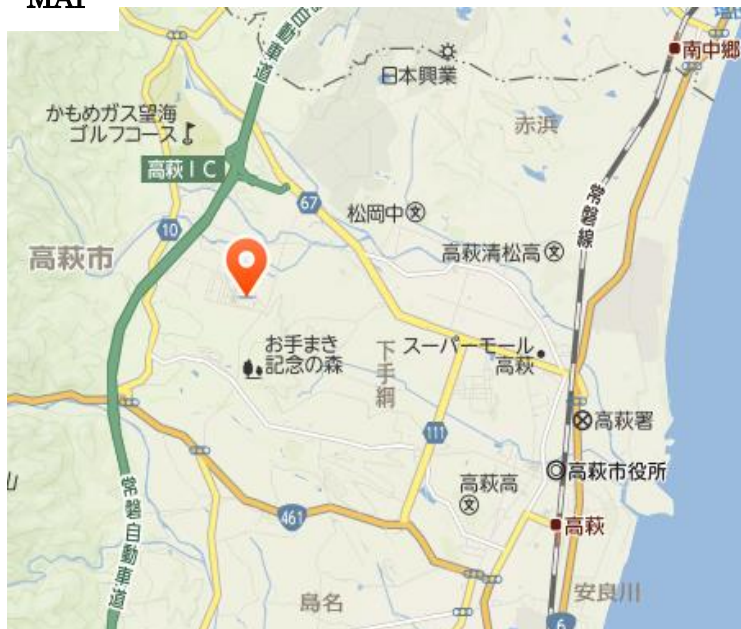 MAP
自動車道
塩田
南中郷
日本興業
かもめガス望海
ゴルフコース
赤浜
高萩IC
67
松岡中
常磐線
10
高萩清松高
高萩市
お手まき
記念の森
下手綱
スーパーモール
高萩
111
高萩署
山
高萩市役所
常磐自動車道
高萩高
461
高萩
島名
安良川
6